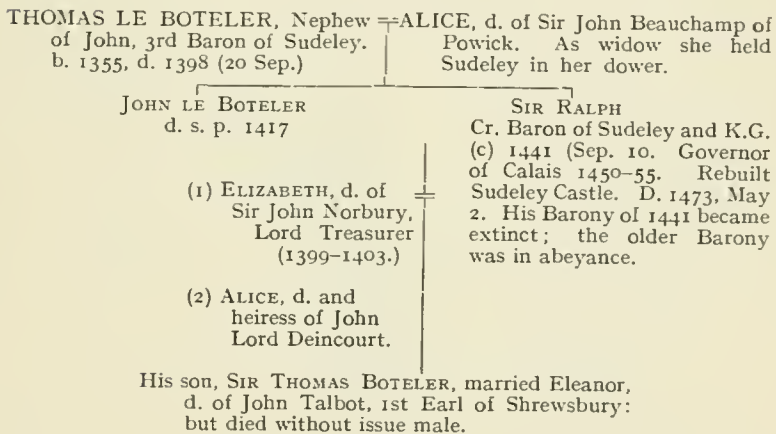 THOMAS LE BOTELER, Nephew
of John, 3rd Baron of Sudeley.
b. 1355, d. 1398 (20 Sep.)
ALICE, d. of Sir John Beauchamp of
Powick. As widow she held
Sudeley in her dower.
JOHN LE BOTELER
d. s. p. 1417
SIR RALPH
Cr. Baron of Sudeley and K.G.
(c) 1441 (Sep. 10. Governor
of Calais 1450-55. Rebuilt
Sudeley Castle. D. 1473, May
2. His Barony of 1441 became
extinct; the older Barony
was in abeyance.
(1) ELIZABETH, d. of
Sir John Norbury,
Lord Treasurer
(1399-1403.)
(2) ALICE, d. and
heiress of John
Lord Deincourt.
His son, SIR THOMAS BOTELER, married Eleanor,
d. of John Talbot, 1st Earl of Shrewsbury:
but died without issue male.